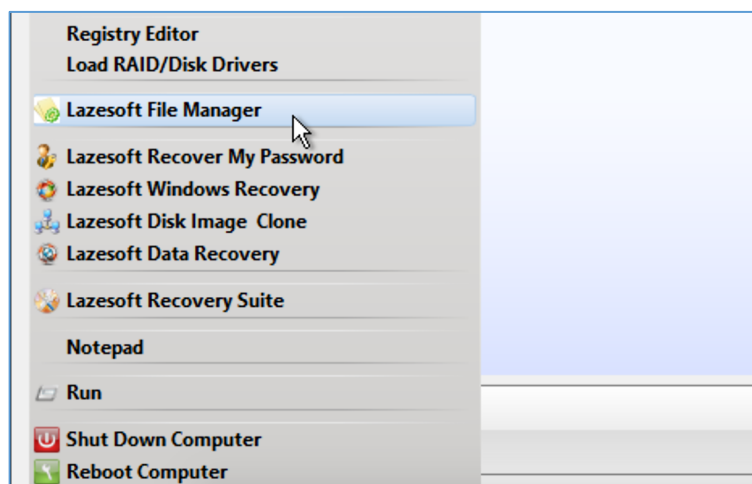 Registry Editor
Load RAID/Disk Drivers
Lazesoft File Manager
Lazesoft Recover My Password
Lazesoft Windows Recovery
Lazesoft Disk Image Clone
Lazesoft Data Recovery
Lazesoft Recovery Suite
Notepad
Run
Shut Down Computer
Reboot Computer